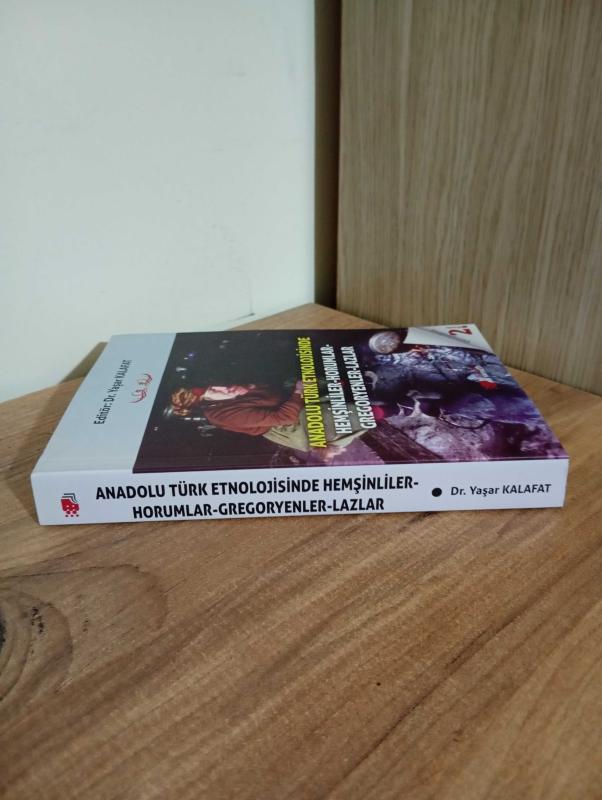 Editör: Dr. Yaşar KALAFAT
ANADOLU TÜRK ETNOLOJİSİNDE
HEMŞİNLİLER-HORUMLAR-
GREGORYENLER-LAZLAR
ANADOLU TÜRK ETNOLOJİSİNDE HEMŞİNLİLER-
HORUMLAR-GREGORYENLER-LAZLAR
● Dr. Yaşar KALAFAT